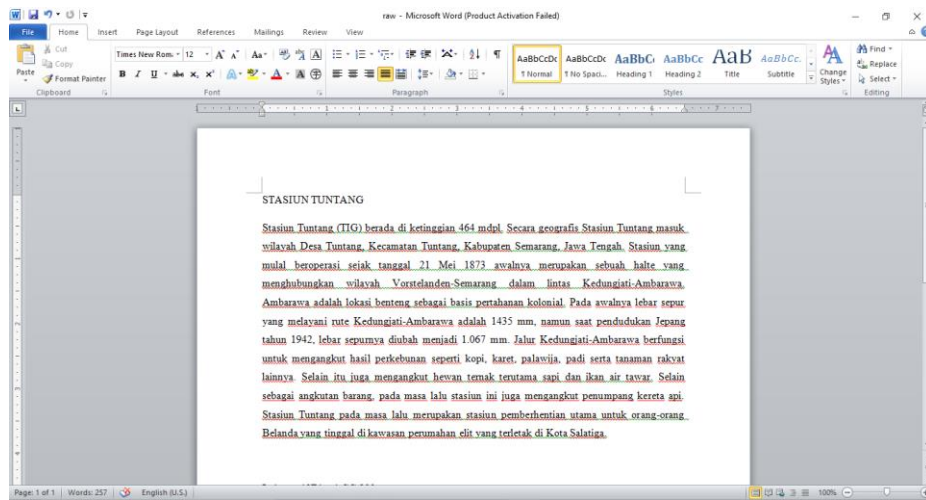 raw - Microsoft Word (Product Activation Failed)
File Home Insert Page Layout References Mailings Review View
Paste
Cut
Copy
Format Painter
Clipboard
Times New Rom 12
Font
Paragraph
AaBbCcDc AaBbCcDc AaBbC AaBbCc AaB AaBbCc.
¶ Normal ¶ No Spaci... Heading 1 Heading 2 Title Subtitle
Change Styles
Styles
Find
Replace
Select
Editing
STASIUN TUNTANG
Stasiun Tuntang (TIG) berada di ketinggian 464 mdpl. Secara geografis Stasiun Tuntang masuk
wilayah Desa Tuntang, Kecamatan Tuntang, Kabupaten Semarang, Jawa Tengah. Stasiun yang
mulal beroperasi sejak tanggal 21 Mei 1873 awalnya merupakan sebuah halte yang
menghubungkan wilayah Vorstelanden-Semarang dalam lintas Kedungjati-Ambarawa.
Ambarawa adalah lokasi benteng sebagai basis pertahanan kolonial. Pada awalnya lebar sepur
yang melayani rute Kedungjati-Ambarawa adalah 1435 mm, namun saat pendudukan Jepang
tahun 1942, lebar sepurnya diubah menjadi 1.067 mm. Jalur Kedungjati-Ambarawa berfungsi
untuk mengangkut hasil perkebunan seperti kopi, karet, palawija, padi serta tanaman rakyat
lainnya. Selain itu juga mengangkut hewan ternak terutama sapi dan ikan air tawar. Selain
sebagai angkutan barang, pada masa lalu stasiun ini juga mengangkut penumpang kereta api.
Stasiun Tuntang pada masa lalu merupakan stasiun pemberhentian utama untuk orang-orang
Belanda yang tinggal di kawasan perumahan elit yang terletak di Kota Salatiga.
Page: 1 of 1 Words: 257 English (U.S.) 100%